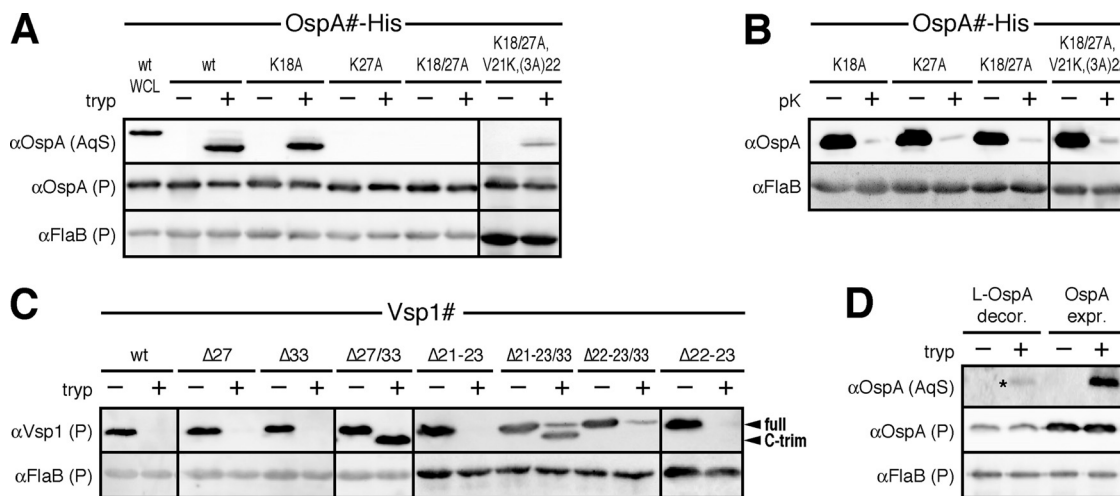 A
OspA#-His
wt WCL
wt
K18A
K27A
K18/27A
K18/27A, V21K,(3A)22
tryp
− + − + − + − + − +
αOspA (AqS)
αOspA (P)
αFlaB (P)
B
OspA#-His
K18A
K27A
K18/27A
K18/27A, V21K,(3A)22
pK
− + − + − + − +
αOspA
αFlaB
C
Vsp1#
wt
Δ27
Δ33
Δ27/33
Δ21-23
Δ21-23/33
Δ22-23/33
Δ22-23
tryp
− + − + − + − + − + − + − + − +
αVsp1 (P)
full
C-trim
αFlaB (P)
D
L-OspA decor.
OspA expr.
tryp
− + − +
αOspA (AqS)
*
αOspA (P)
αFlaB (P)